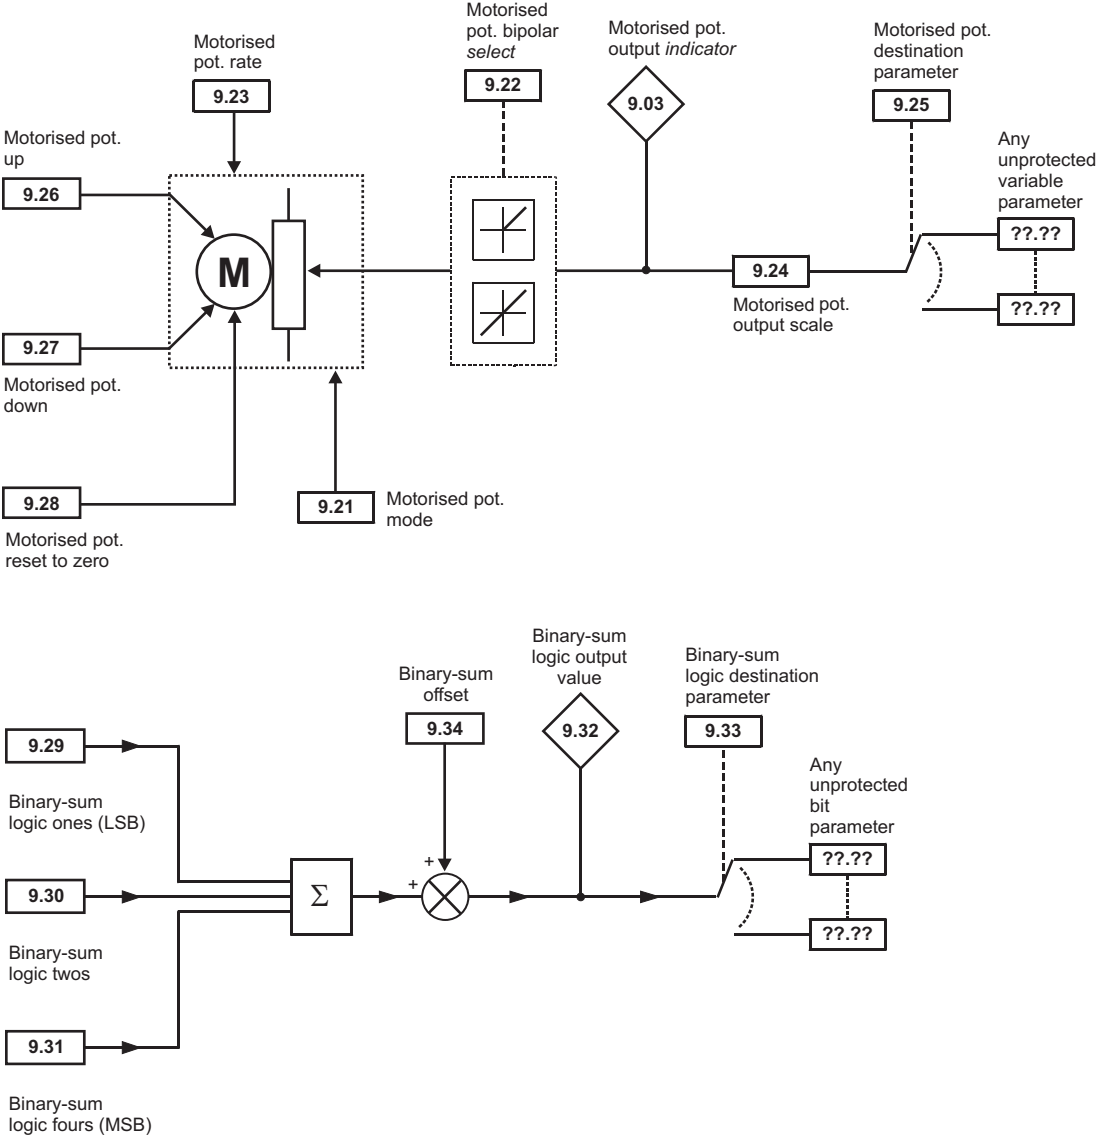 Motorised
pot. rate
9.23
Motorised
pot. bipolar
select
9.22
Motorised pot.
output indicator
9.03
Motorised pot.
destination
parameter
9.25
Any
unprotected
variable
parameter
??.??
??.??
Motorised pot.
up
9.26
M
9.27
Motorised pot.
down
9.24
Motorised pot.
output scale
9.28
Motorised pot.
reset to zero
9.21
Motorised pot.
mode
Binary-sum
offset
9.34
Binary-sum
logic output
value
9.32
Binary-sum
logic destination
parameter
9.33
Any
unprotected
bit
parameter
??.??
??.??
9.29
Binary-sum
logic ones (LSB)
9.30
Σ
+
+
Binary-sum
logic twos
9.31
Binary-sum
logic fours (MSB)